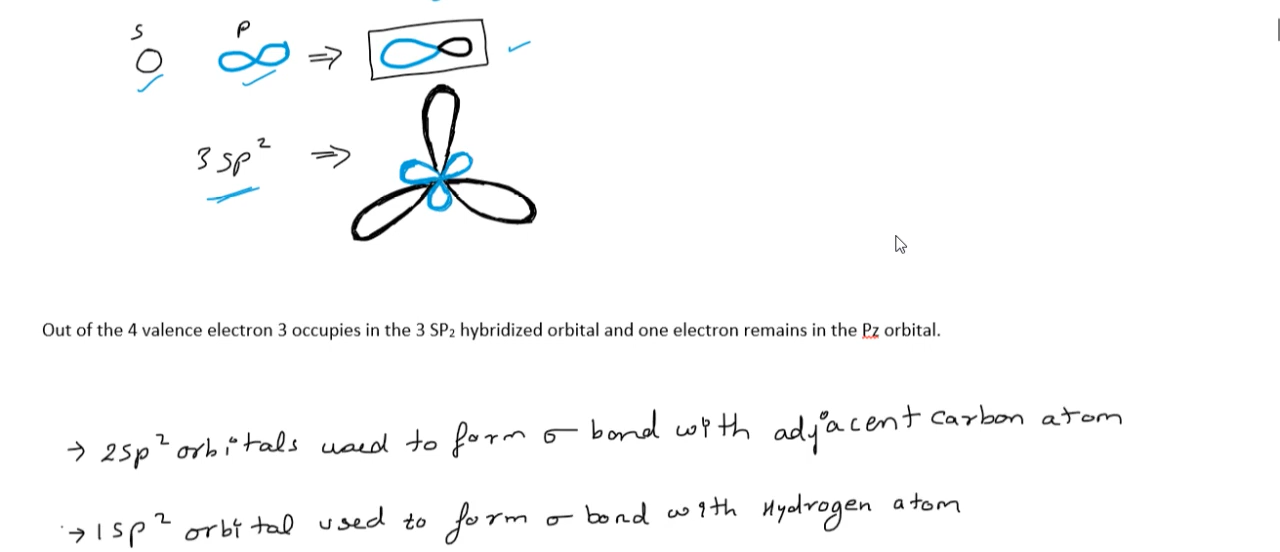 S P
⇒
3 sp² ⇒
Out of the 4 valence electron 3 occupies in the 3 SP₂ hybridized orbital and one electron remains in the Pz orbital.
→ 2sp² orbitals used to form σ bond with adjacent carbon atom
→ 1sp² orbital used to form σ bond with Hydrogen atom